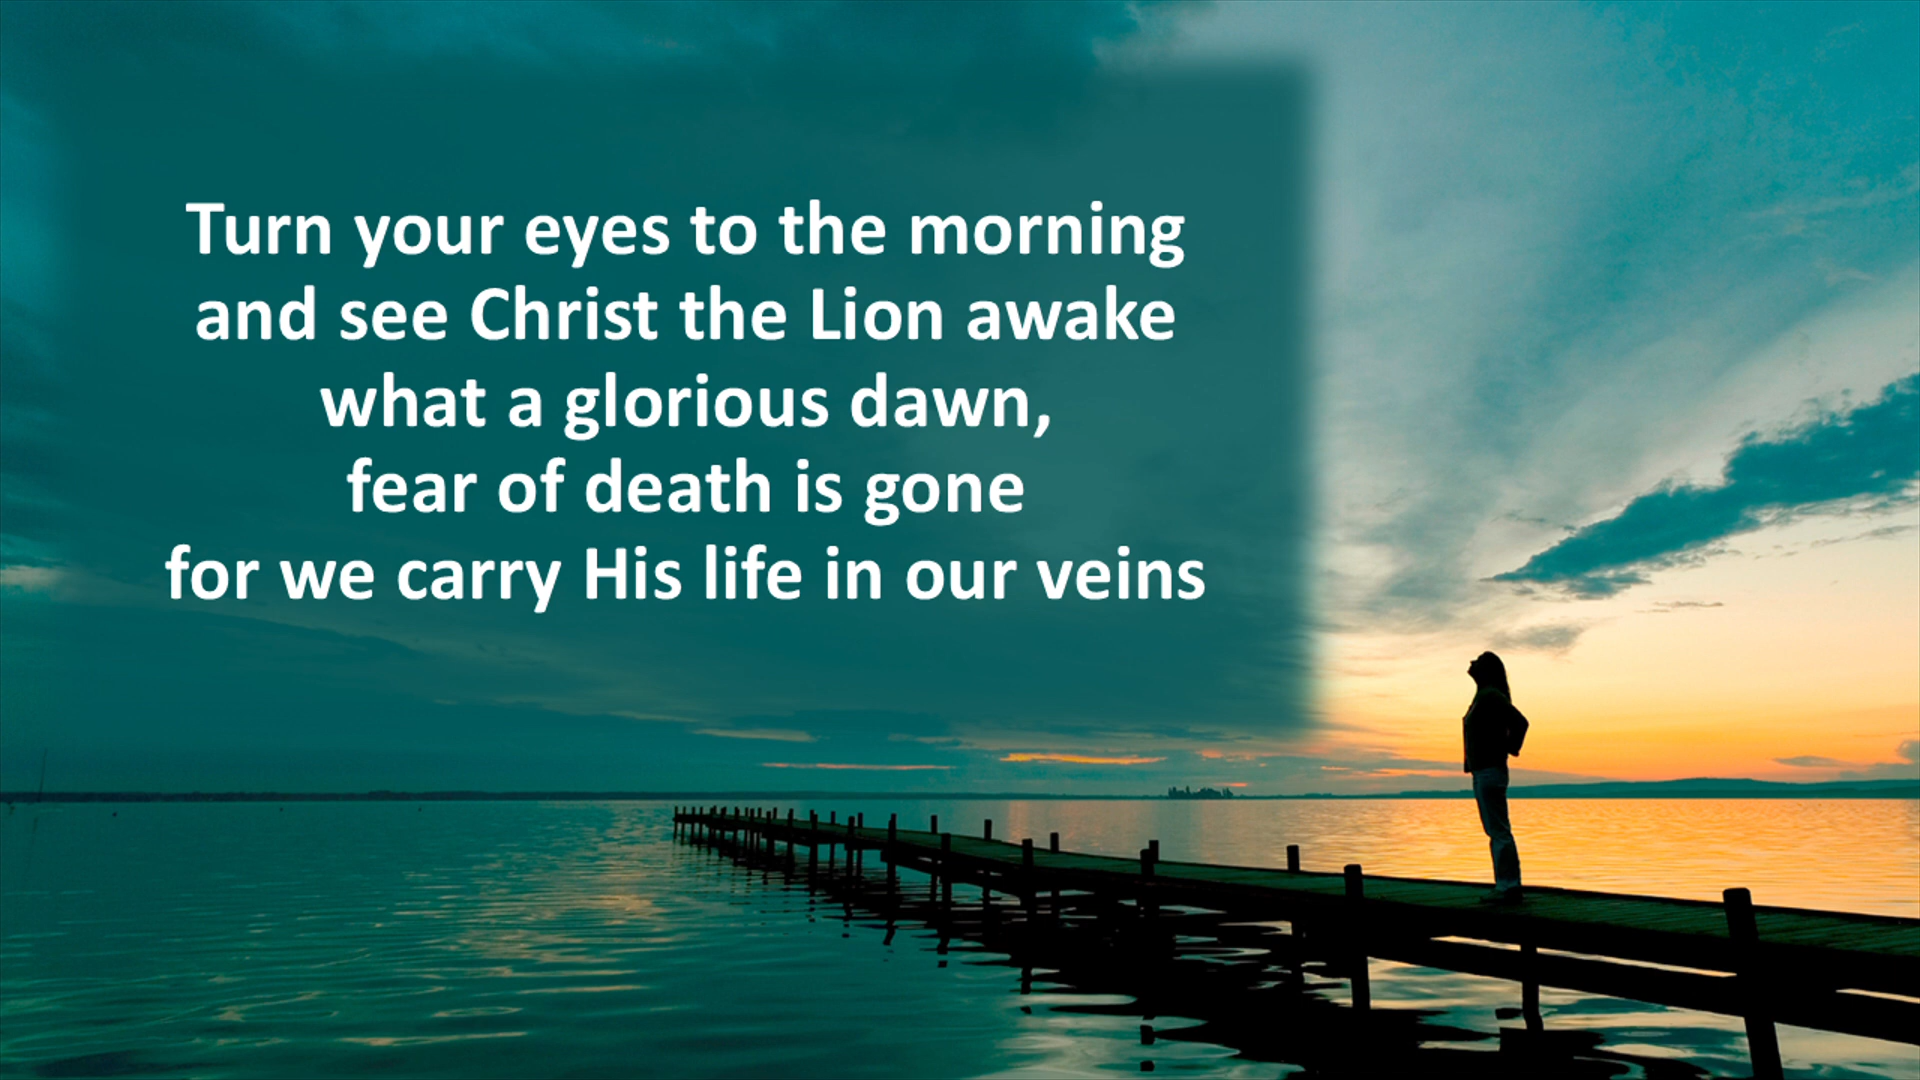 Turn your eyes to the morning
and see Christ the Lion awake
what a glorious dawn,
fear of death is gone
for we carry His life in our veins